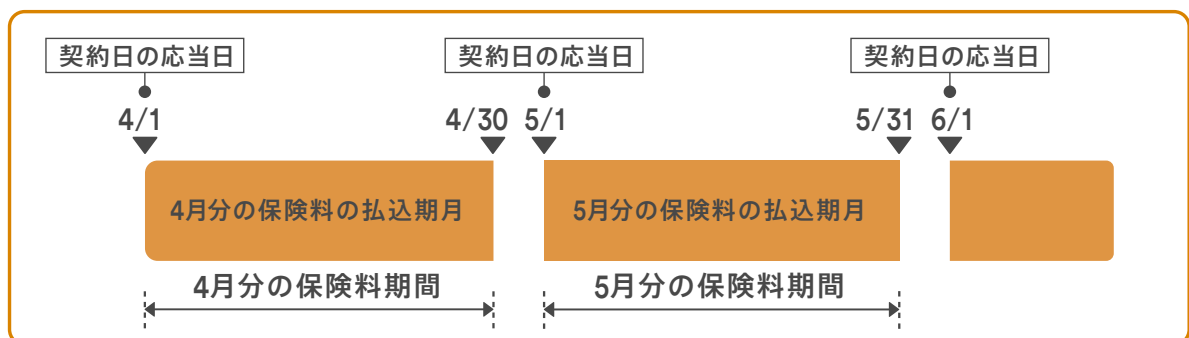 契約日の応当日
契約日の応当日
契約日の応当日
4/1
4/30
5/1
5/31
6/1
4月分の保険料の払込期月
5月分の保険料の払込期月
4月分の保険料期間
5月分の保険料期間